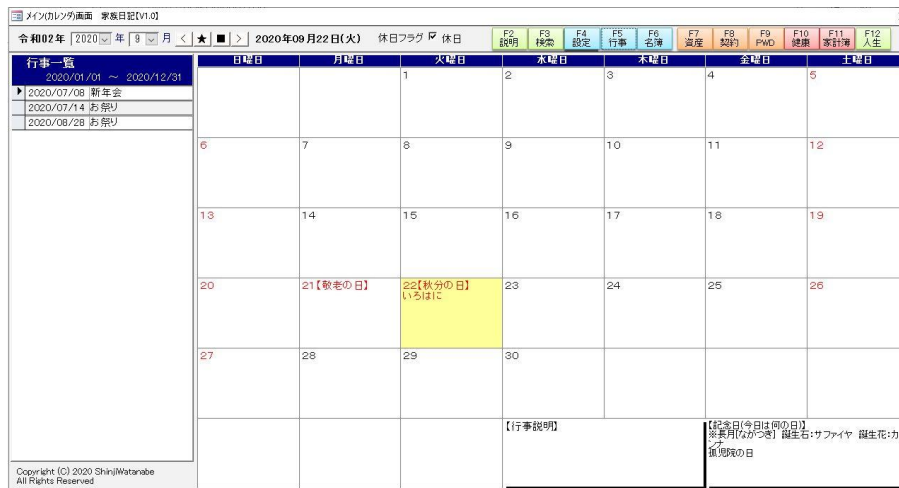 メイン(カレンダ)画面 家族日記【V1.0】
令和02年 2020 年 9 月 < ★ ■ > 2020年09月22日(火) 休日フラグ 休日 F2 説明 F3 検索 F4 設定 F5 行事 F6 名簿 F7 資産 F8 契約 F9 PWD F10 健康 F11 家計簿 F12 人生
行事一覧
2020/01/01 ～ 2020/12/31
2020/07/08 新年会
2020/07/14 お祭り
2020/08/28 お祭り
日曜日 月曜日 火曜日 水曜日 木曜日 金曜日 土曜日
1 2 3 4 5
6 7 8 9 10 11 12
13 14 15 16 17 18 19
20 21【敬老の日】 22【秋分の日】 23 24 25 26
いろはに
27 28 29 30
【行事説明】
【記念日(今日は何の日)】
※長月[ながつき] 誕生石:サファイヤ 誕生花:カ
ンナ
孤児院の日
Copyright (C) 2020 ShinjiWatanabe
All Rights Reserved